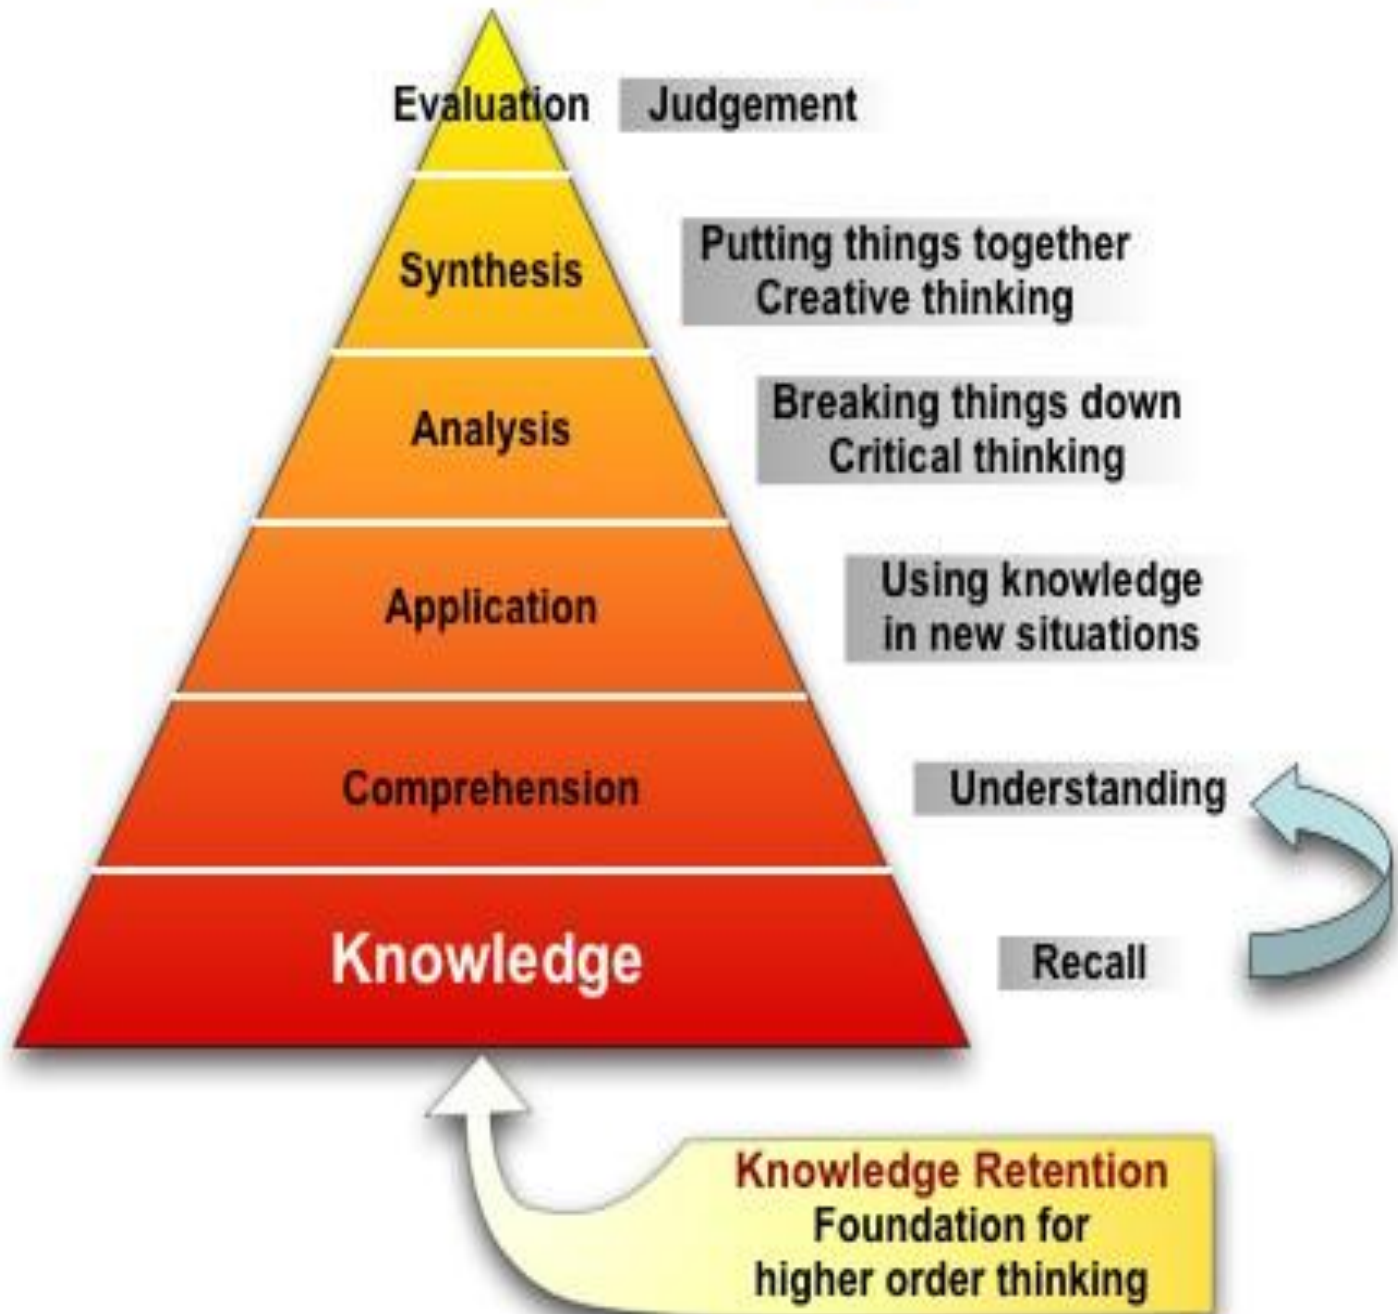 Evaluation
Judgement
Synthesis
Putting things together
Creative thinking
Analysis
Breaking things down
Critical thinking
Application
Using knowledge
in new situations
Comprehension
Understanding
Knowledge
Recall
Knowledge Retention
Foundation for
higher order thinking